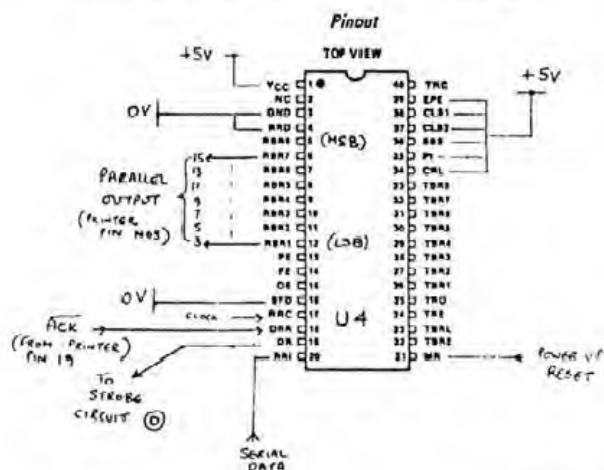 Pinout
TOP VIEW
+5V
+5V
VCC 1
NC 2
GND 3
RRD 4
RBR8 5
RBR7 6
RBR6 7
RBR5 8
RBR4 9
RBR3 10
RBR2 11
RBR1 12
PE 13
FE 14
OE 15
SFD 16
RRC 17
DRR 18
DR 19
RRI 20
40 TRC
39 EPE
38 CLS1
37 CLS2
36 SBS
35 PI
34 CRL
33 TBR8
32 TBR7
31 TBR6
30 TBR5
29 TBR4
28 TBR3
27 TBR2
26 TBR1
25 TRO
24 TRE
23 TBRL
22 TBRE
21 MR
(MSB)
(LSB)
U4
0V
PARALLEL
OUTPUT
(PRINTER
PIN NOS)
15
13
11
9
7
5
3
0V
CLOCK
ACK
(FROM PRINTER
PIN 19)
TO
STROBE
CIRCUIT D
SERIAL
DATA
POWER UP
RESET